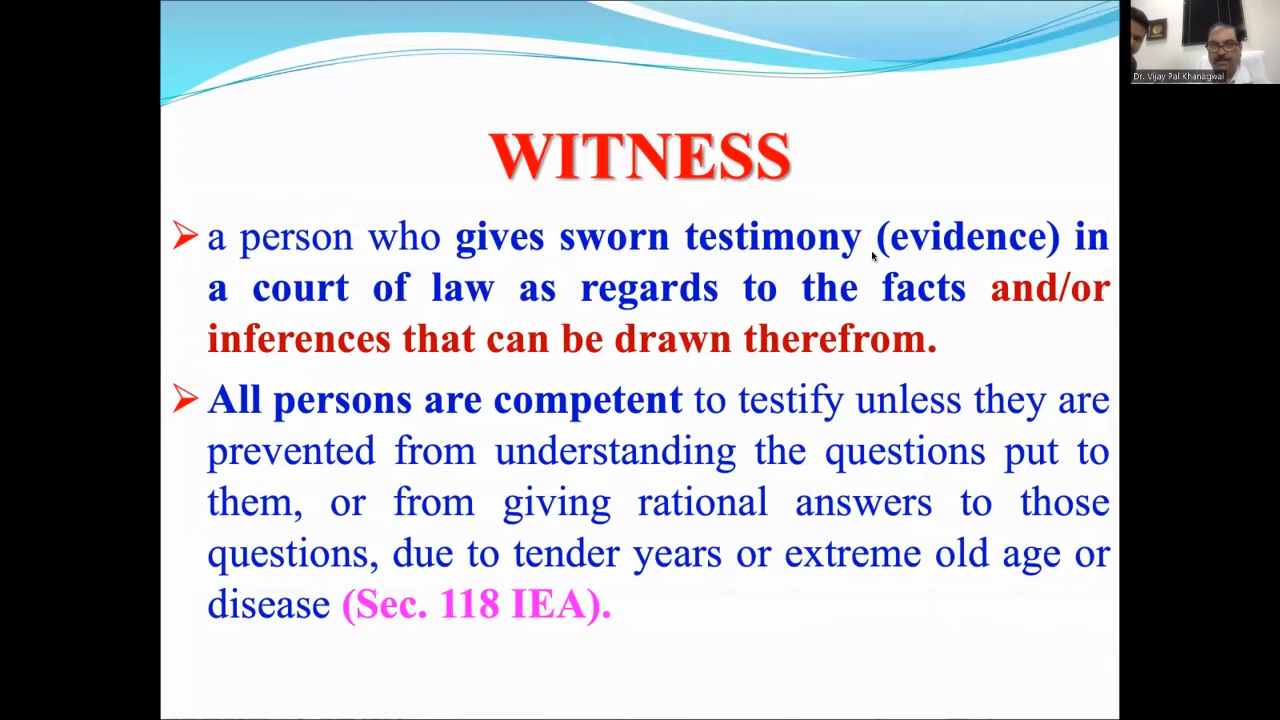 Dr. Vijay Pal Khanagwal
WITNESS
➢ a person who gives sworn testimony (evidence) in
a court of law as regards to the facts and/or
inferences that can be drawn therefrom.
➢ All persons are competent to testify unless they are
prevented from understanding the questions put to
them, or from giving rational answers to those
questions, due to tender years or extreme old age or
disease (Sec. 118 IEA).